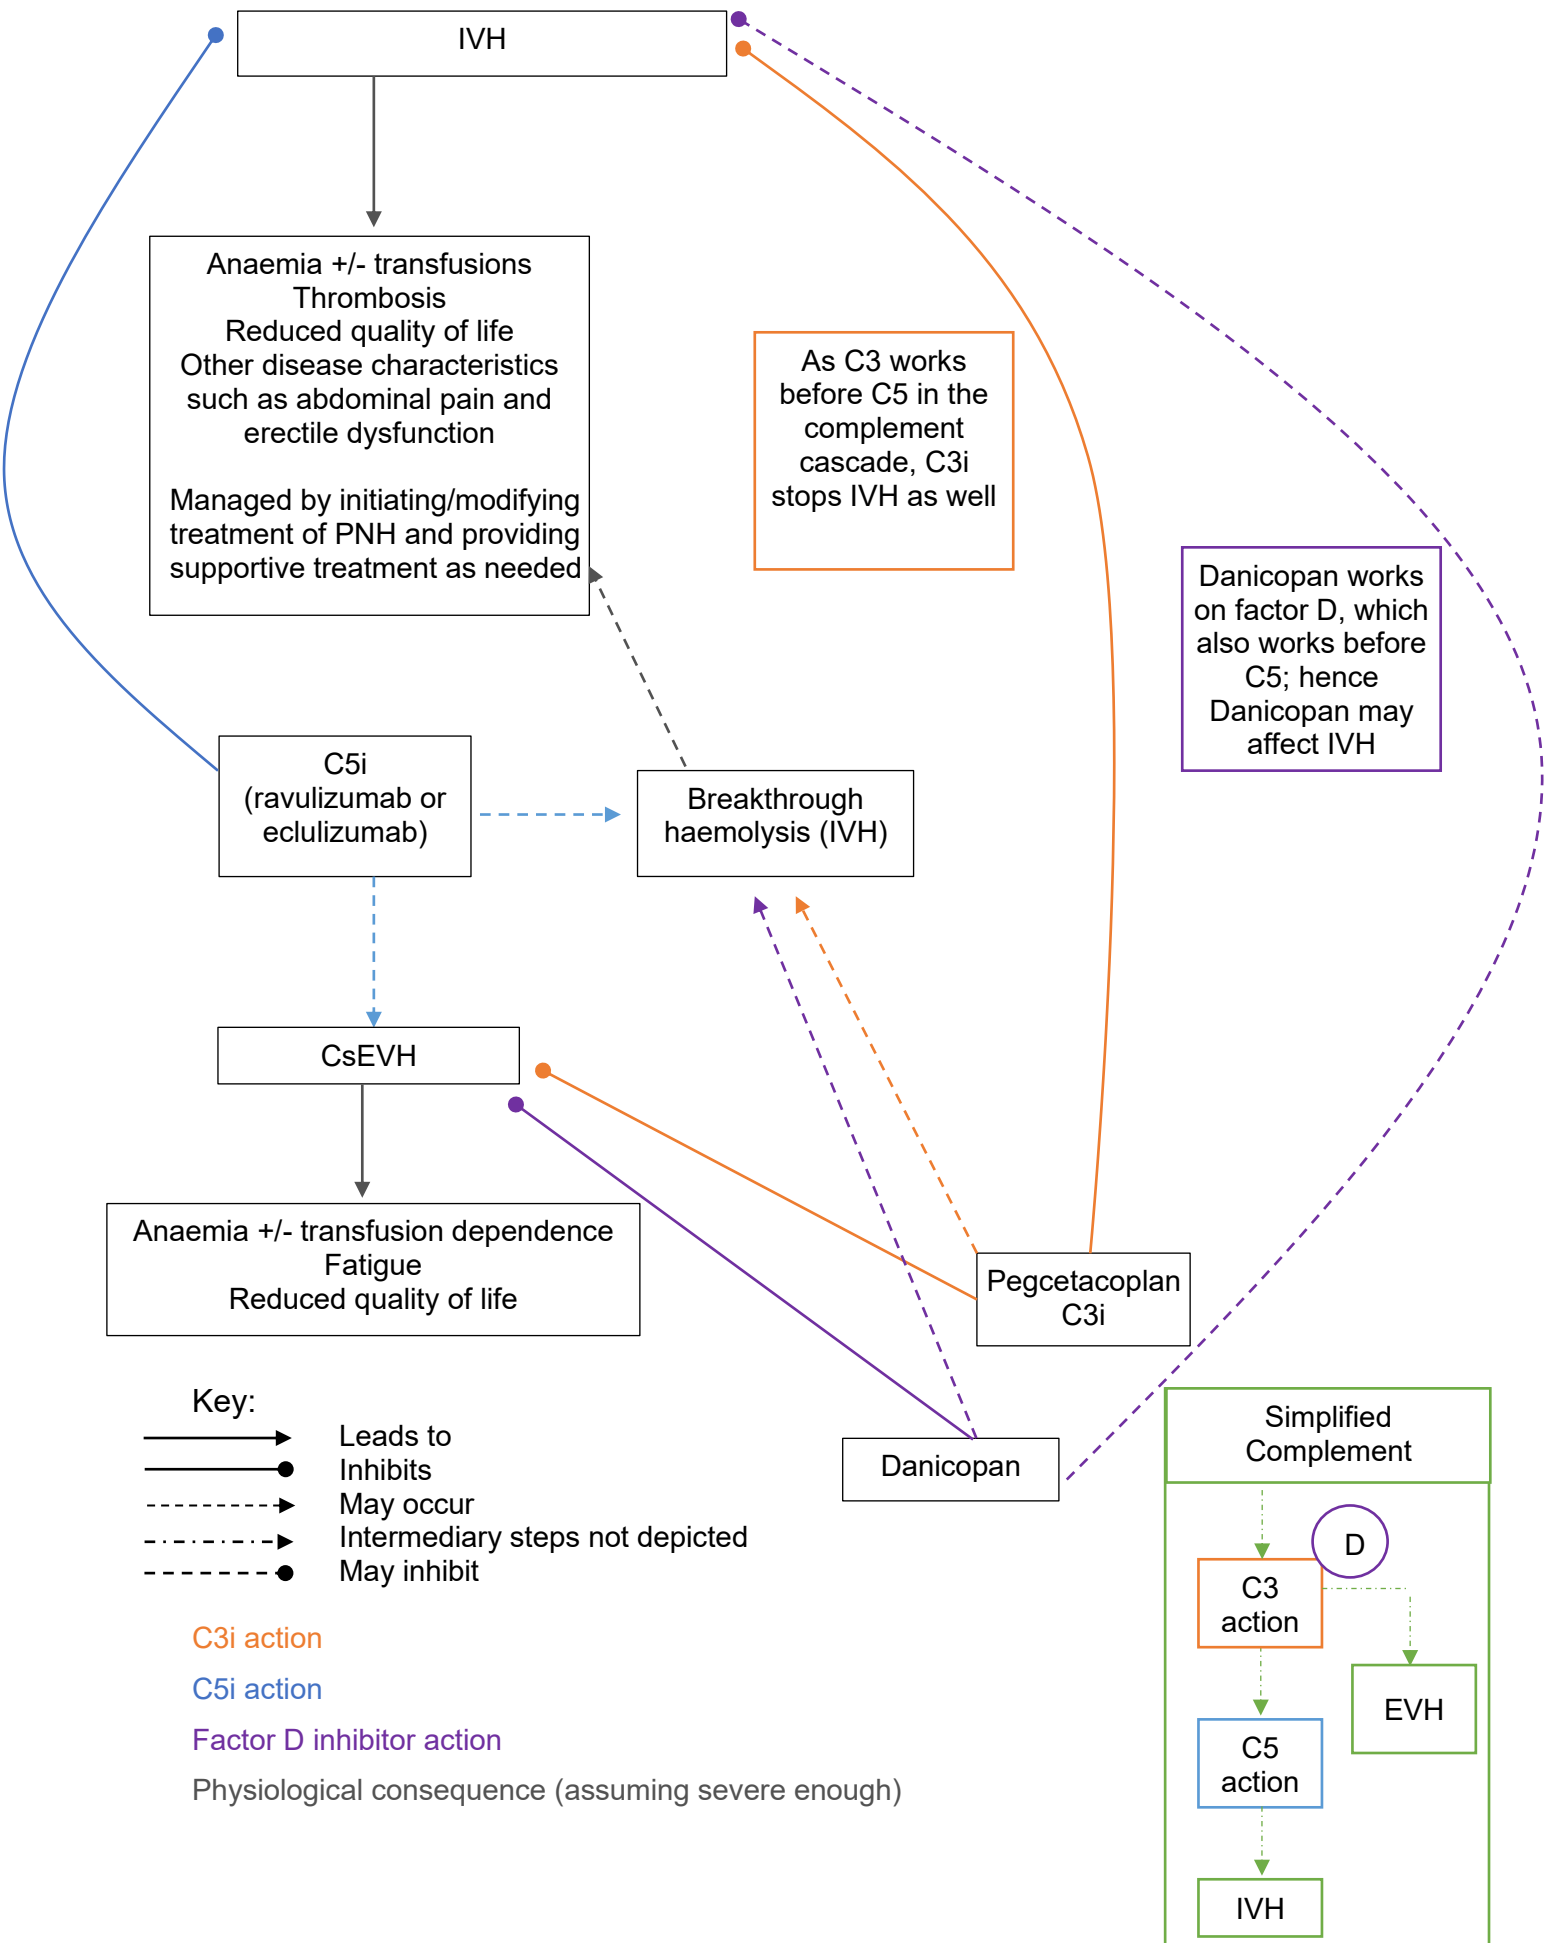 IVH
Anaemia +/- transfusions
Thrombosis
Reduced quality of life
Other disease characteristics
such as abdominal pain and
erectile dysfunction
Managed by initiating/modifying
treatment of PNH and providing
supportive treatment as needed
As C3 works
before C5 in the
complement
cascade, C3i
stops IVH as well
Danicopan works
on factor D, which
also works before
C5; hence
Danicopan may
affect IVH
C5i
(ravulizumab or
eclulizumab)
Breakthrough
haemolysis (IVH)
CsEVH
Anaemia +/- transfusion dependence
Fatigue
Reduced quality of life
Pegcetacoplan
C3i
Danicopan
Key:
Leads to
Inhibits
May occur
Intermediary steps not depicted
May inhibit
C3i action
C5i action
Factor D inhibitor action
Physiological consequence (assuming severe enough)
Simplified
Complement
D
C3
action
EVH
C5
action
IVH